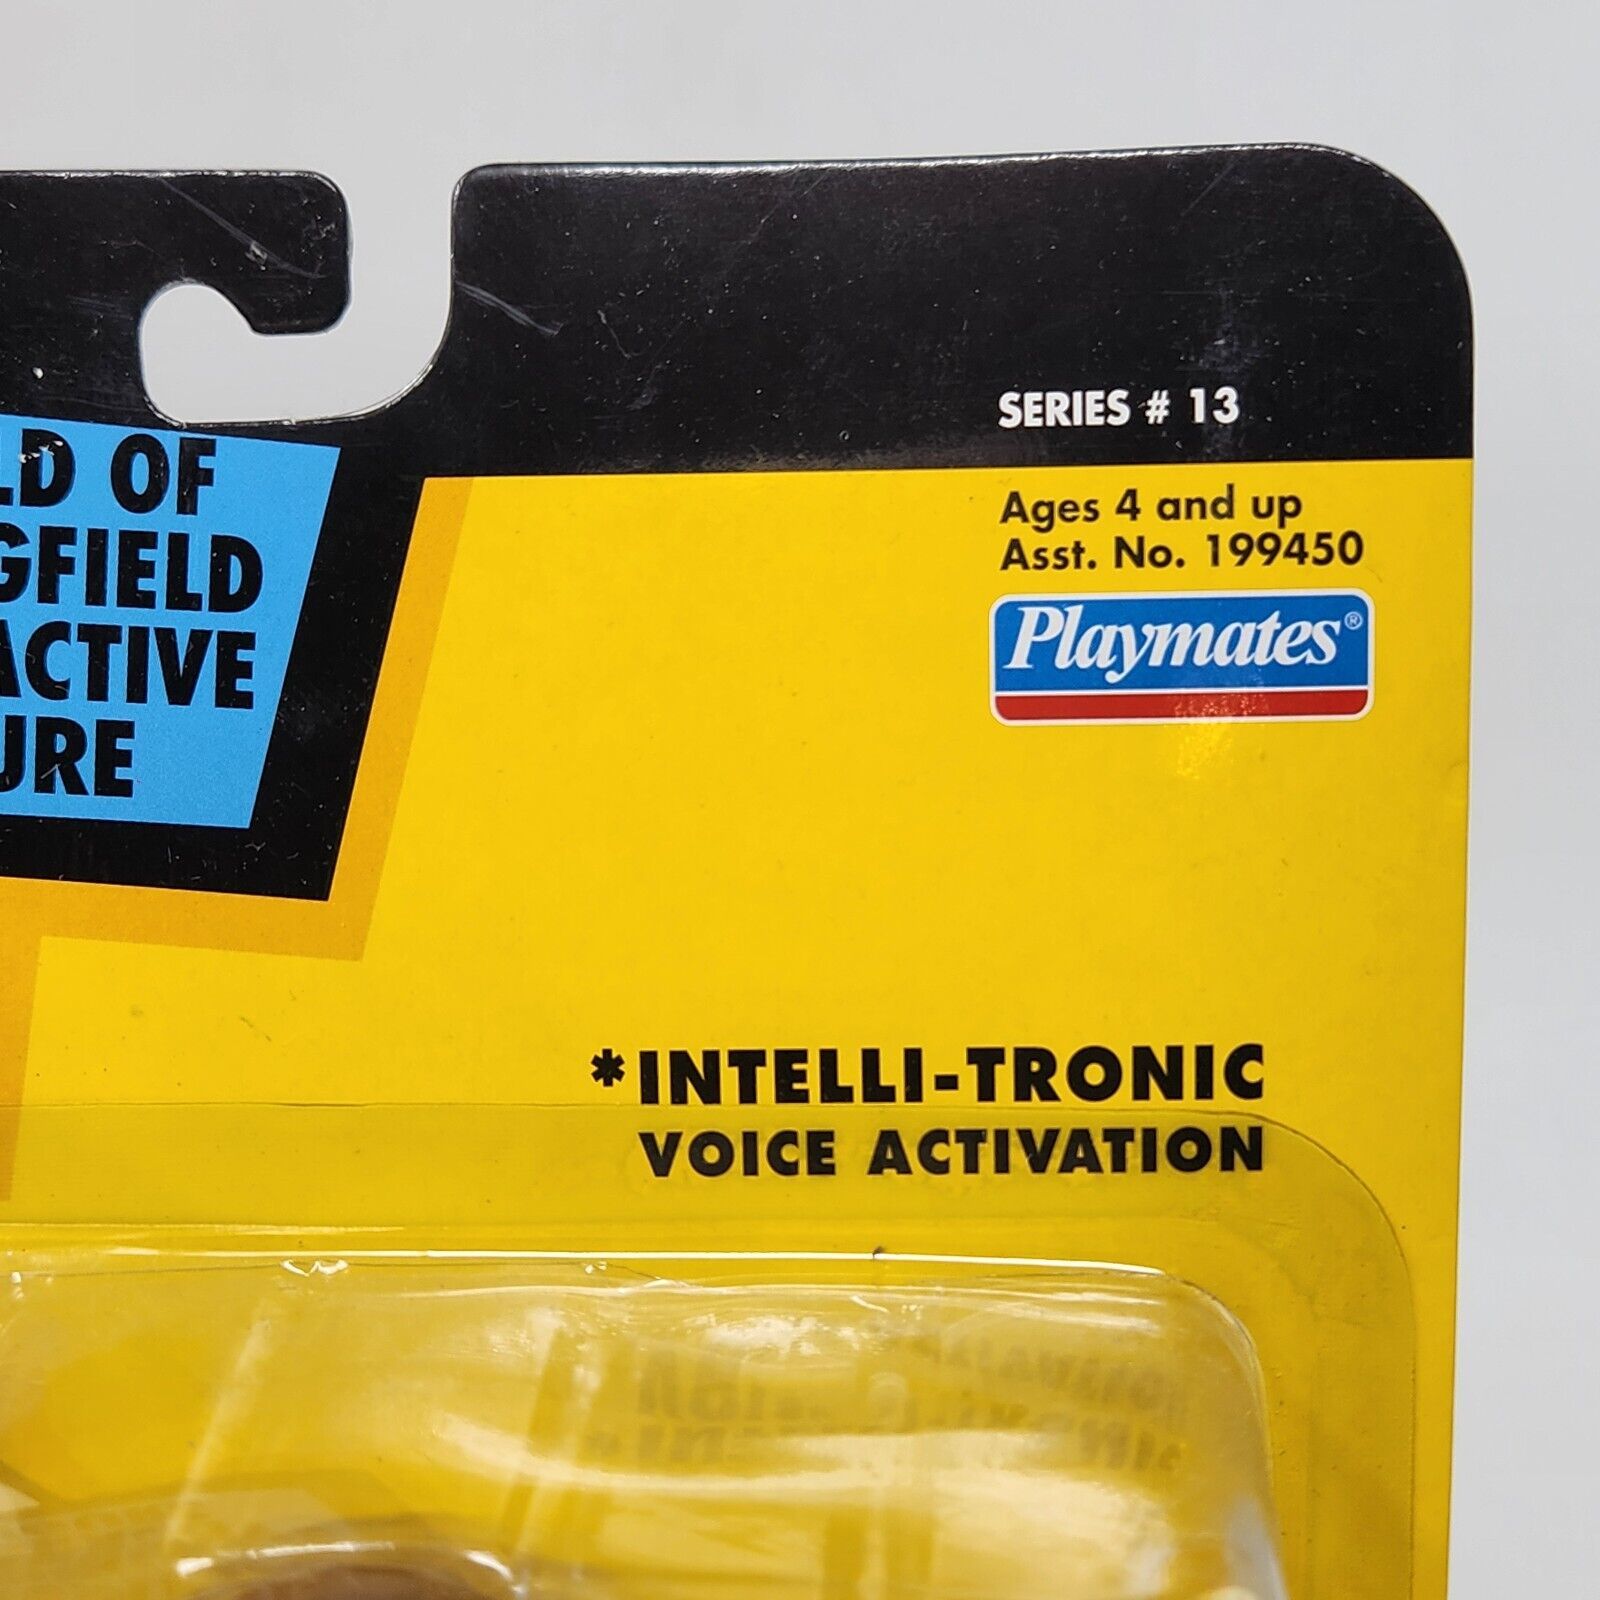 SERIES # 13
LD OF
GFIELD
ACTIVE
URE
Ages 4 and up
Asst. No. 199450
Playmates®
*INTELLI-TRONIC
VOICE ACTIVATION